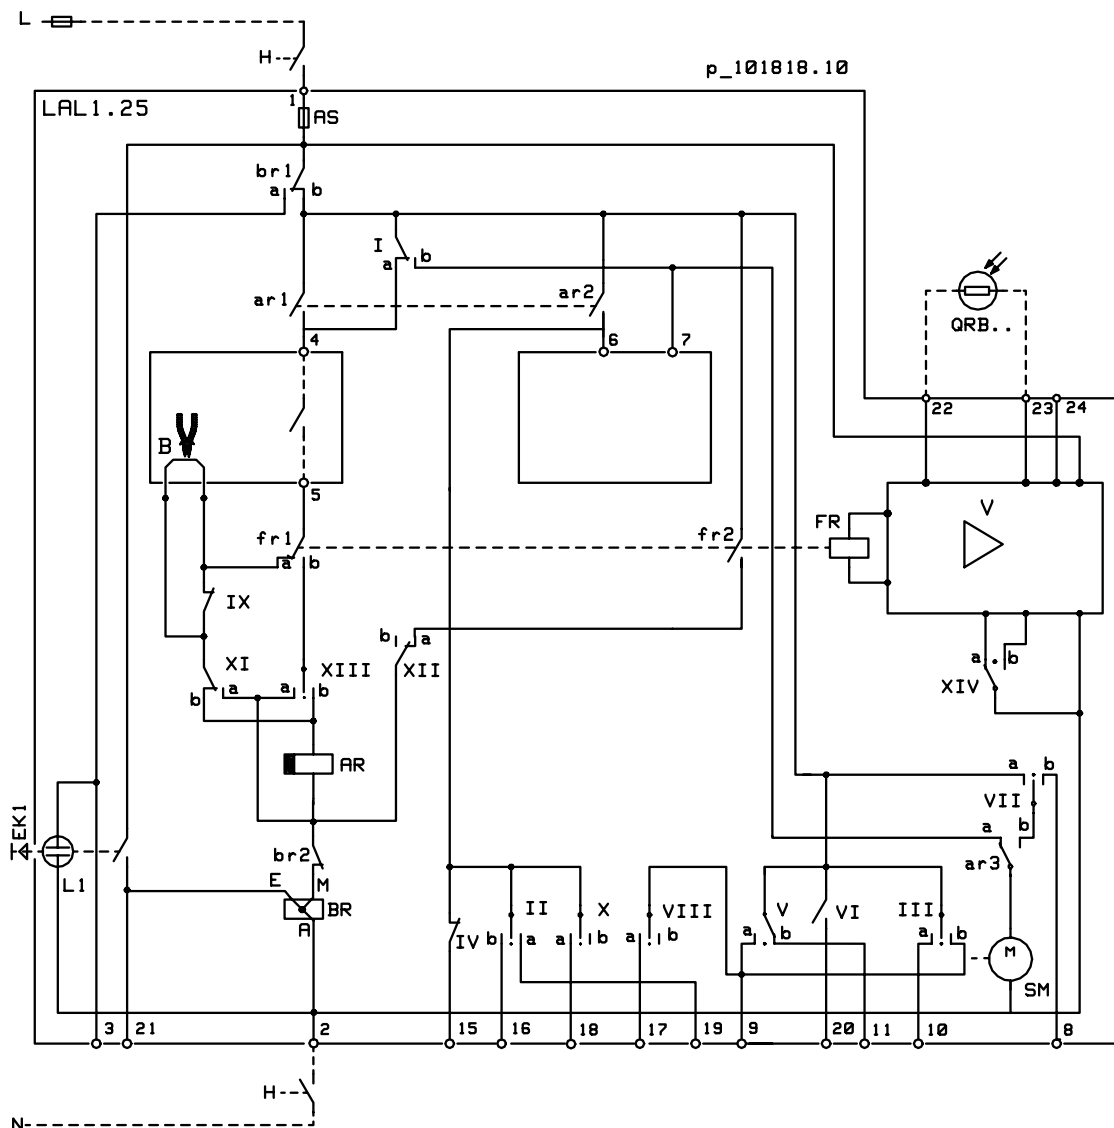 L
H
p_101818.10
LAL1.25
1
AS
br1
a b
I
a b
ar1
ar2
QRB..
4
6 7
22 23 24
B
5
V
FR
fr1
a b
fr2
IX
b a
XII
XI
XIII
a b
XIV
b a
a b
AR
a b
VII
EK1
a b
ar3
L1
br2
E M
BR
A
II
X
VIII
V
VI
III
IV
b a
a b
a b
a b
a b
M
SM
3 21 2 15 16 18 17 19 9 20 11 10 8
H
N